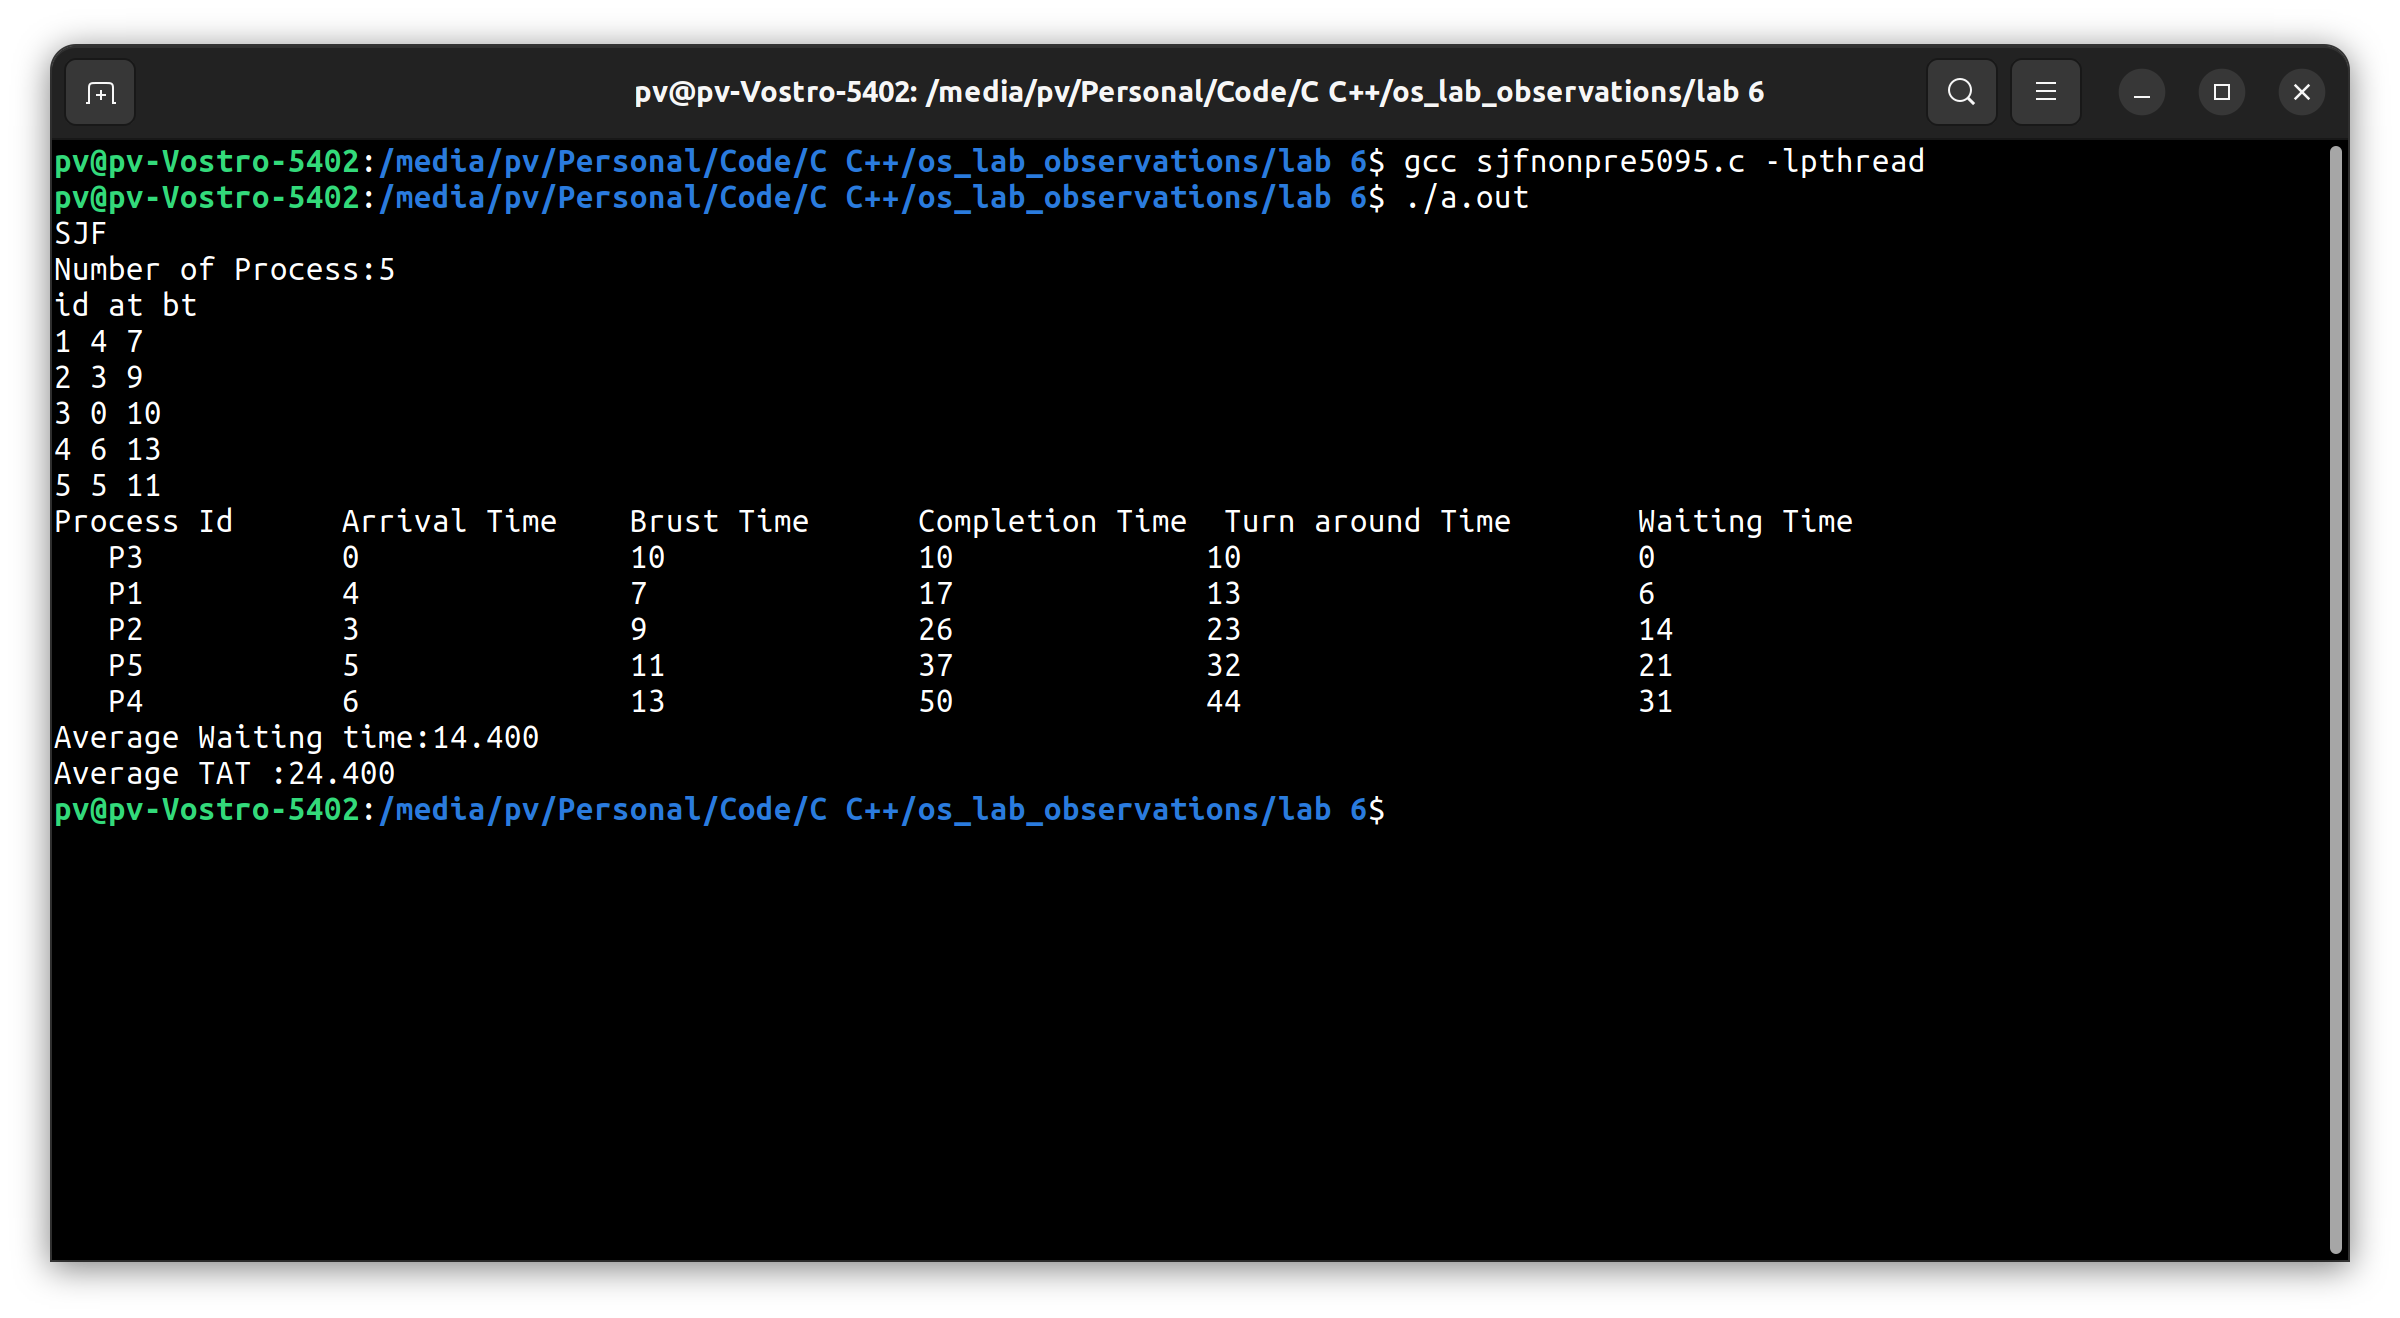 pv@pv-Vostro-5402: /media/pv/Personal/Code/C C++/os_lab_observations/lab 6
pv@pv-Vostro-5402:/media/pv/Personal/Code/C C++/os_lab_observations/lab 6$ gcc sjfnonpre5095.c -lpthread
pv@pv-Vostro-5402:/media/pv/Personal/Code/C C++/os_lab_observations/lab 6$ ./a.out
SJF
Number of Process:5
id at bt
1 4 7
2 3 9
3 0 10
4 6 13
5 5 11
Process Id      Arrival Time    Brust Time      Completion Time  Turn around Time       Waiting Time
   P3           0               10              10              10                      0
   P1           4               7               17              13                      6
   P2           3               9               26              23                      14
   P5           5               11              37              32                      21
   P4           6               13              50              44                      31
Average Waiting time:14.400
Average TAT :24.400
pv@pv-Vostro-5402:/media/pv/Personal/Code/C C++/os_lab_observations/lab 6$